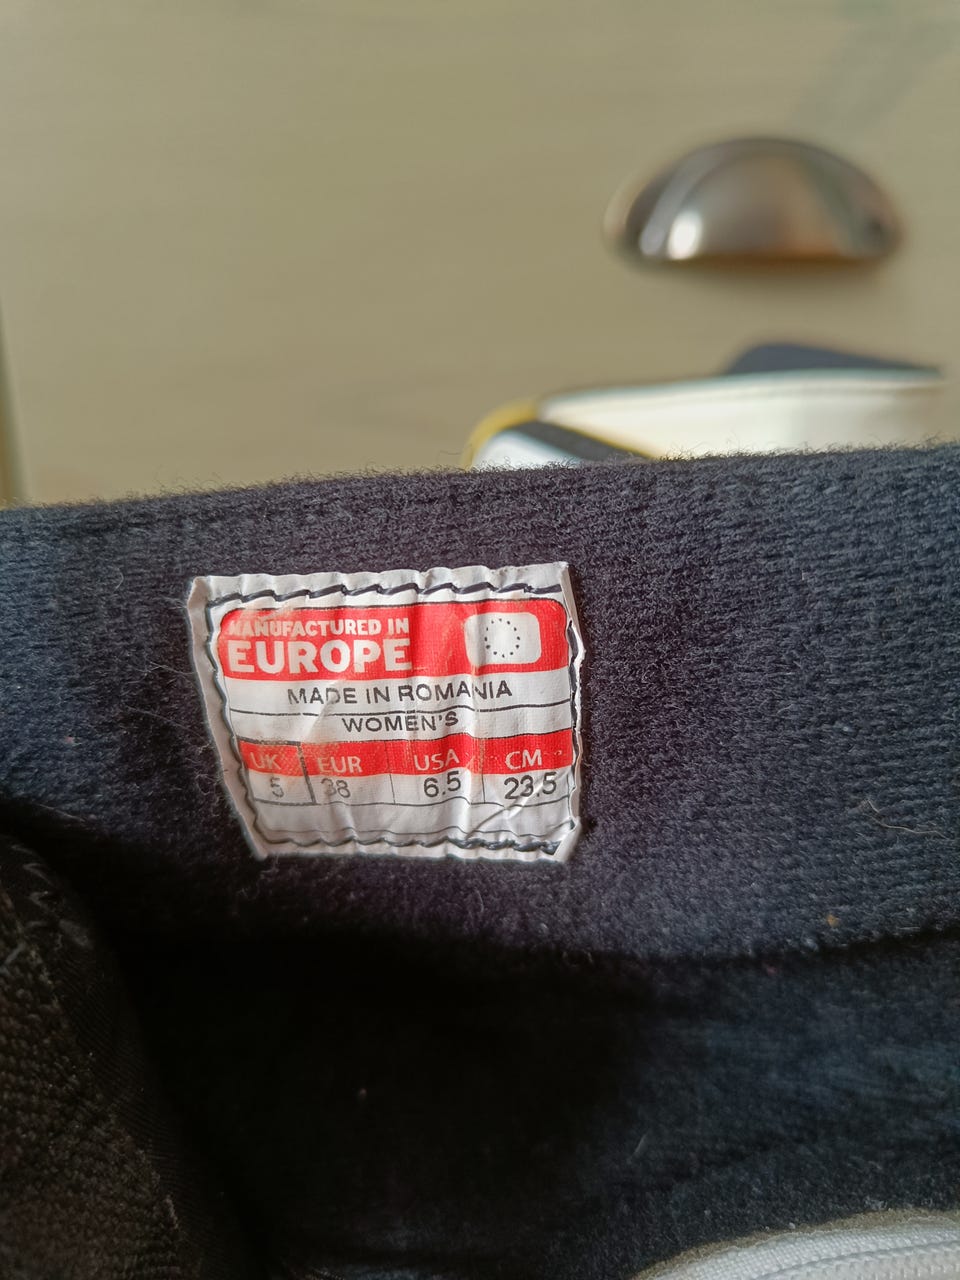 MANUFACTURED IN
EUROPE
MADE IN ROMANIA
WOMEN'S
UK EUR USA CM
5 38 6.5 23.5